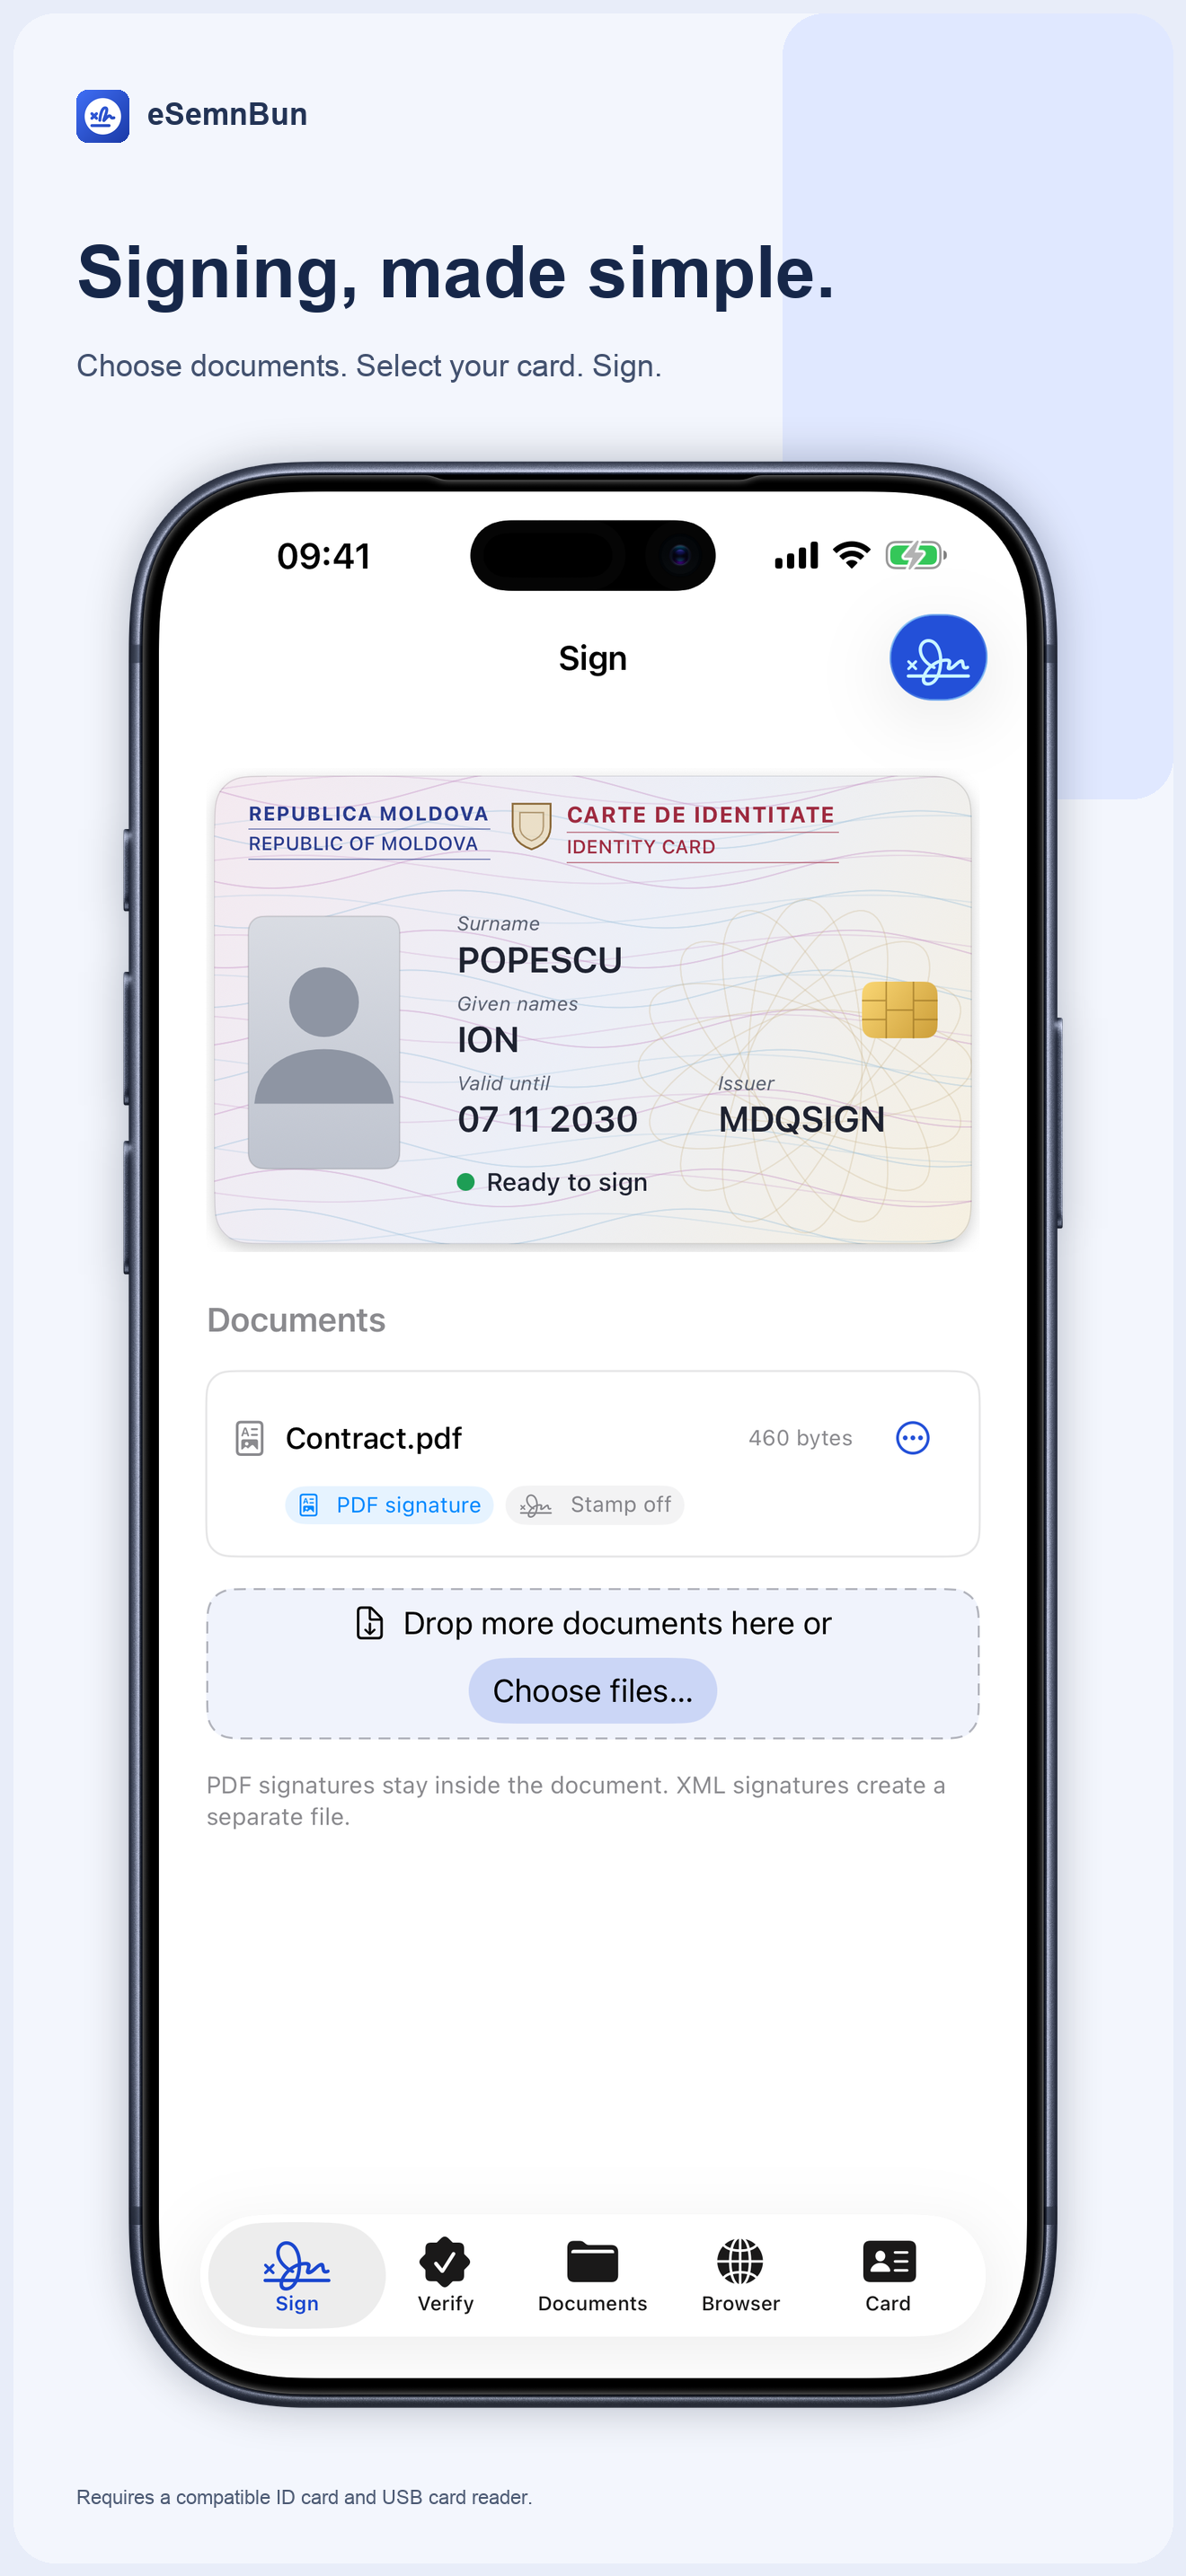 eSemnBun
Signing, made simple.
Choose documents. Select your card. Sign.
09:41
Sign
REPUBLICA MOLDOVA
REPUBLIC OF MOLDOVA
CARTE DE IDENTITATE
IDENTITY CARD
Surname
POPESCU
Given names
ION
Valid until
07 11 2030
Issuer
MDQSIGN
Ready to sign
Documents
Contract.pdf
460 bytes
PDF signature
Stamp off
Drop more documents here or
Choose files...
PDF signatures stay inside the document. XML signatures create a
separate file.
Sign
Verify
Documents
Browser
Card
Requires a compatible ID card and USB card reader.